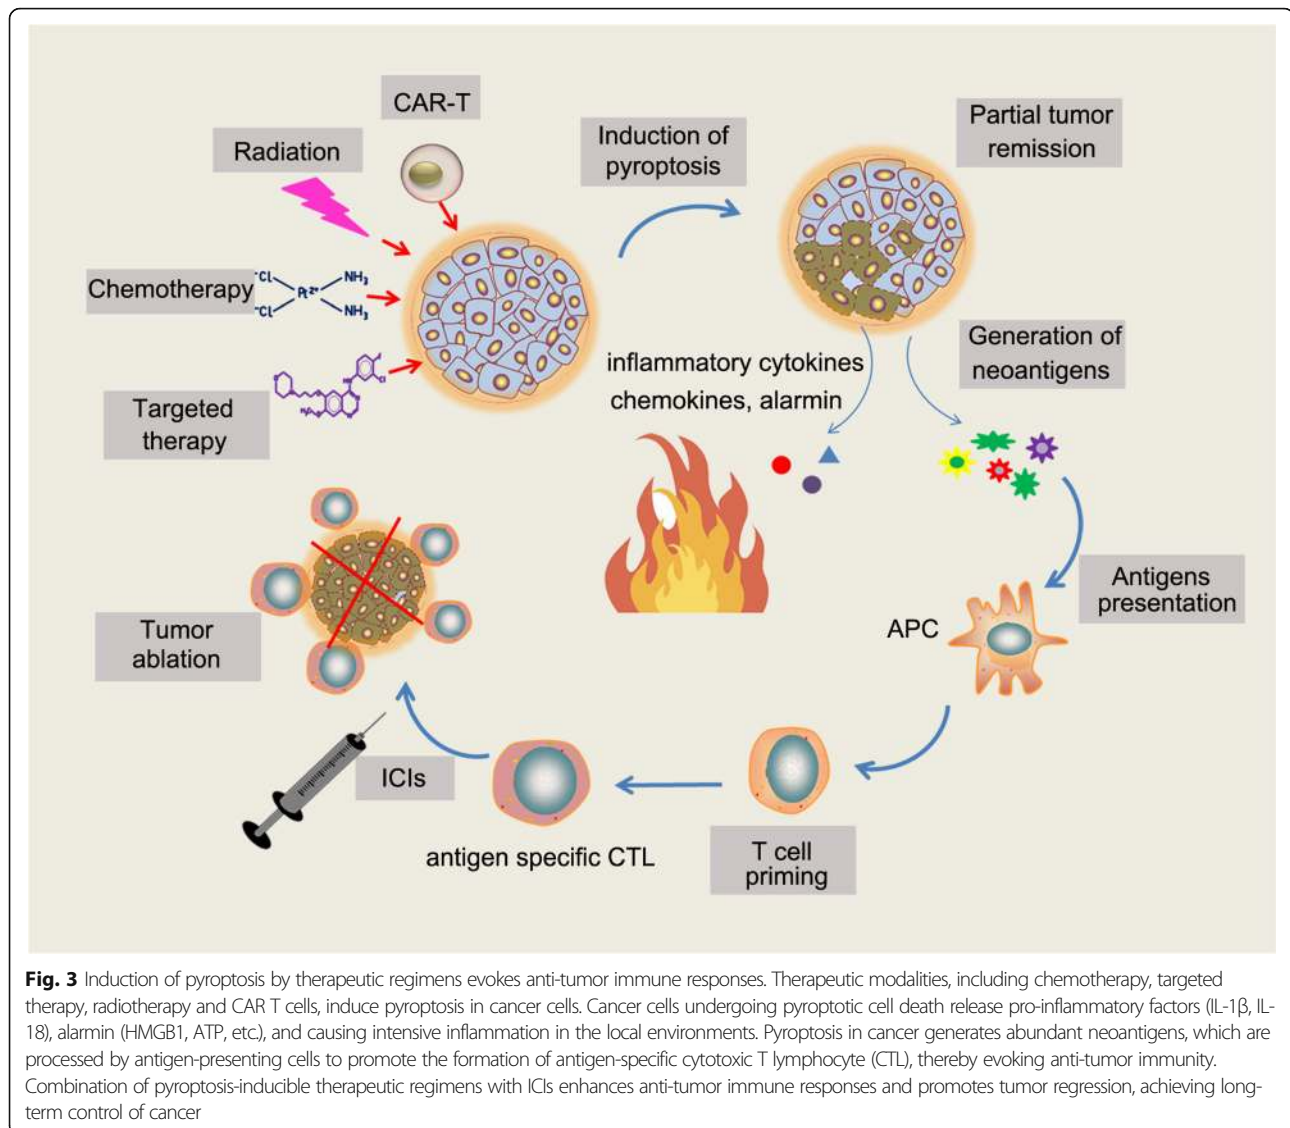 CAR-T
Radiation
Induction of
pyroptosis
Partial tumor
remission
Chemotherapy
Cl
NH₃
Pt²⁺
Cl
NH₃
Targeted
therapy
inflammatory cytokines
chemokines, alarmin
Generation of
neoantigens
Antigens
presentation
APC
Tumor
ablation
ICIs
antigen specific CTL
T cell
priming
Fig. 3 Induction of pyroptosis by therapeutic regimens evokes anti-tumor immune responses. Therapeutic modalities, including chemotherapy, targeted
therapy, radiotherapy and CAR T cells, induce pyroptosis in cancer cells. Cancer cells undergoing pyroptotic cell death release pro-inflammatory factors (IL-1β, IL-
18), alarmin (HMGB1, ATP, etc.), and causing intensive inflammation in the local environments. Pyroptosis in cancer generates abundant neoantigens, which are
processed by antigen-presenting cells to promote the formation of antigen-specific cytotoxic T lymphocyte (CTL), thereby evoking anti-tumor immunity.
Combination of pyroptosis-inducible therapeutic regimens with ICIs enhances anti-tumor immune responses and promotes tumor regression, achieving long-
term control of cancer